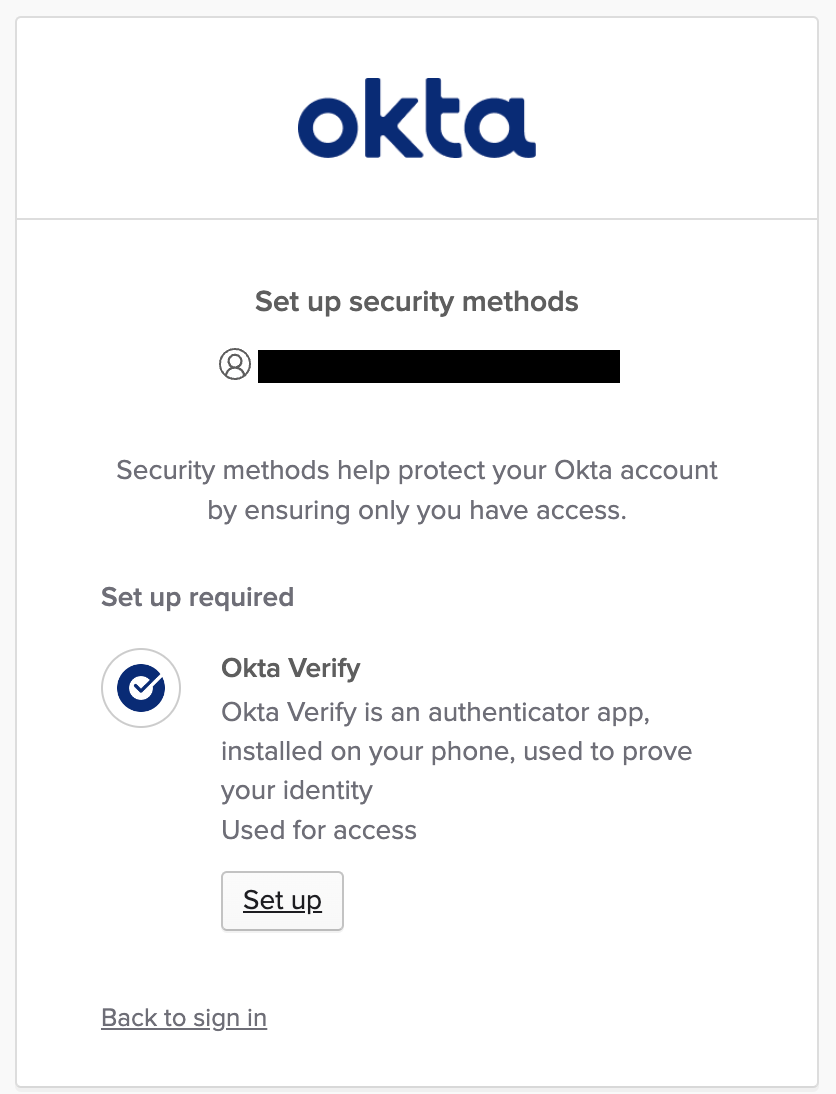 okta
Set up security methods
Security methods help protect your Okta account
by ensuring only you have access.
Set up required
Okta Verify
Okta Verify is an authenticator app,
installed on your phone, used to prove
your identity
Used for access
Set up
Back to sign in